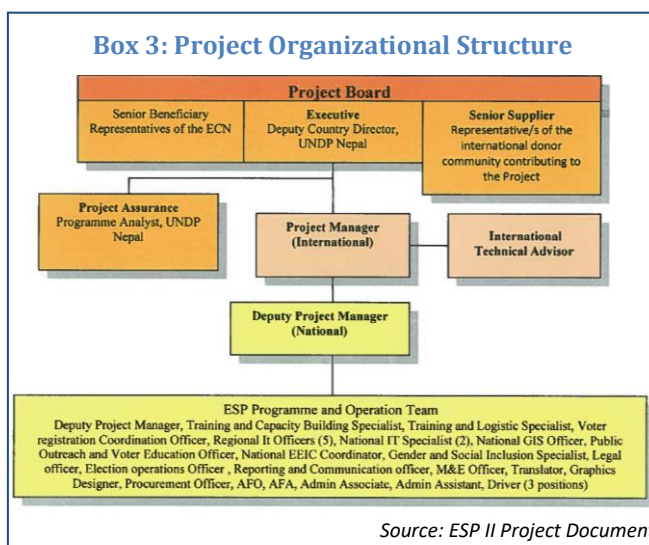 Box 3: Project Organizational Structure
Project Board
Senior Beneficiary
Representatives of the ECN
Executive
Deputy Country Director,
UNDP Nepal
Senior Supplier
Representative/s of the
international donor
community contributing to
the Project
Project Assurance
Programme Analyst, UNDP
Nepal
Project Manager
(International)
International
Technical Advisor
Deputy Project Manager
(National)
ESP Programme and Operation Team
Deputy Project Manager, Training and Capacity Building Specialist, Training and Logistic Specialist, Voter
registration Coordination Officer, Regional It Officers (5), National IT Specialist (2). National GIS Officer, Public
Outreach and Voter Education Officer, National EEIC Coordinator, Gender and Social Inclusion Specialist, Legal
officer, Election operations Officer , Reporting and Communication officer, M&E Officer, Translator, Graphics
Designer, Procurement Officer, AFO, AFA, Admin Associate, Admin Assistant, Driver (3 positions)
Source: ESP II Project Document